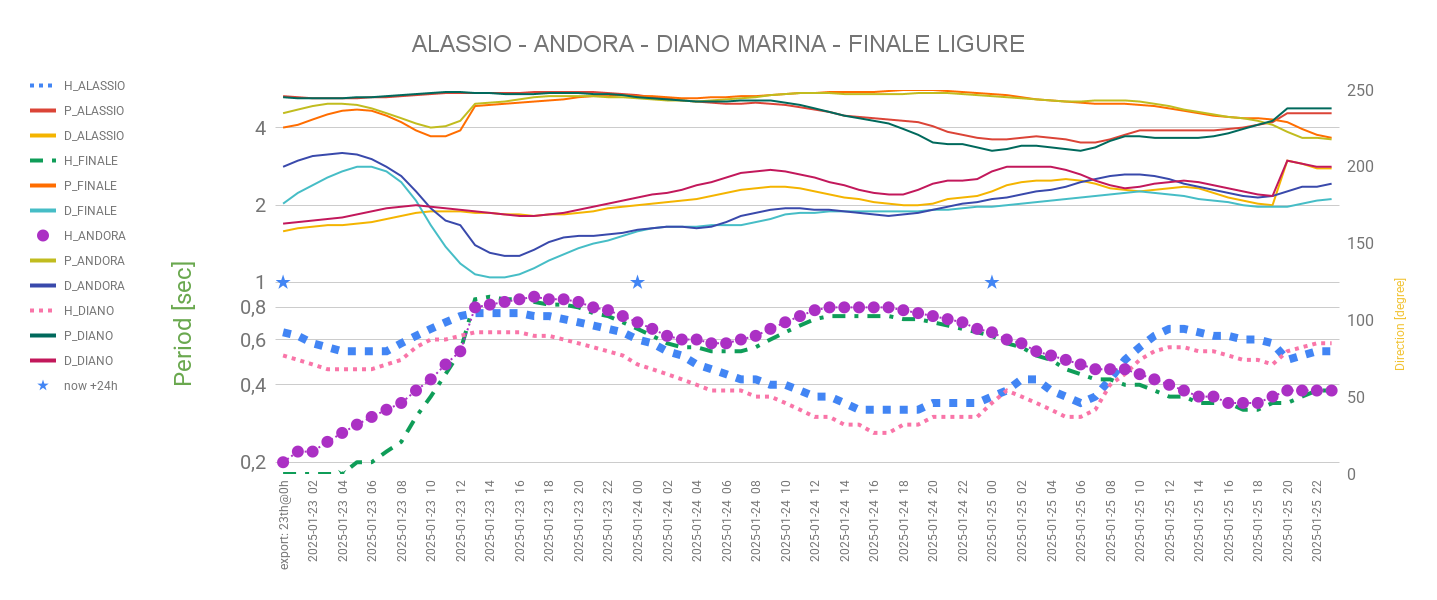 ALASSIO - ANDORA - DIANO MARINA - FINALE LIGURE
H_ALASSIO
P_ALASSIO
D_ALASSIO
H_FINALE
P_FINALE
D_FINALE
H_ANDORA
P_ANDORA
D_ANDORA
H_DIANO
P_DIANO
D_DIANO
now +24h
Period [sec]
4
2
1
0,8
0,6
0,4
0,2
250
200
150
100
50
0
Direction [degree]
export: 23th@0h
2025-01-23 02
2025-01-23 04
2025-01-23 06
2025-01-23 08
2025-01-23 10
2025-01-23 12
2025-01-23 14
2025-01-23 16
2025-01-23 18
2025-01-23 20
2025-01-23 22
2025-01-24 00
2025-01-24 02
2025-01-24 04
2025-01-24 06
2025-01-24 08
2025-01-24 10
2025-01-24 12
2025-01-24 14
2025-01-24 16
2025-01-24 18
2025-01-24 20
2025-01-24 22
2025-01-25 00
2025-01-25 02
2025-01-25 04
2025-01-25 06
2025-01-25 08
2025-01-25 10
2025-01-25 12
2025-01-25 14
2025-01-25 16
2025-01-25 18
2025-01-25 20
2025-01-25 22